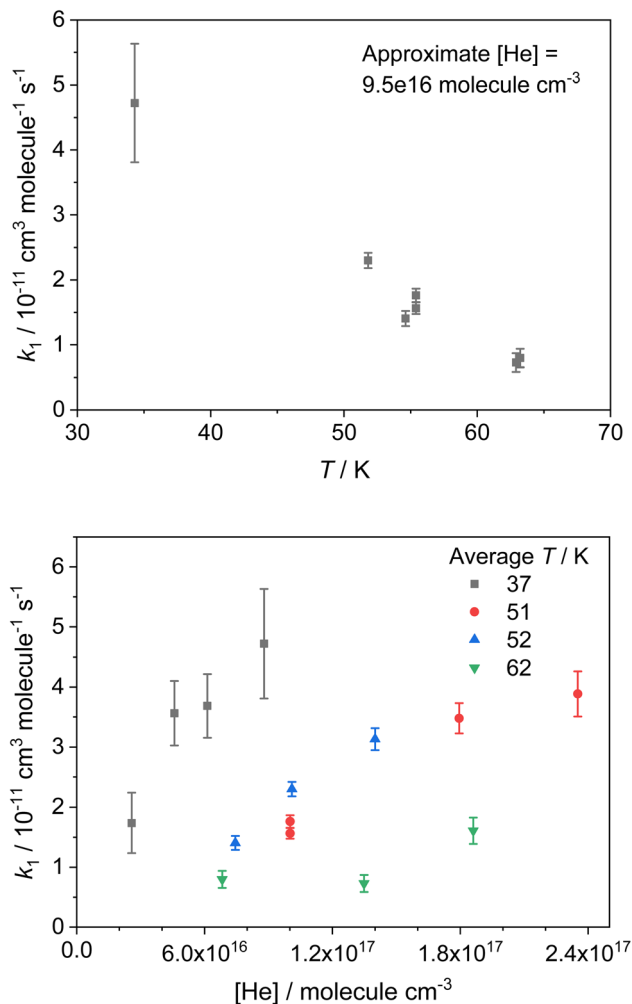 6
5
4
3
2
1
0
k₁ / 10⁻¹¹ cm³ molecule⁻¹ s⁻¹
Approximate [He] =
9.5e16 molecule cm⁻³
30 40 50 60 70
T / K
6
5
4
3
2
1
0
k₁ / 10⁻¹¹ cm³ molecule⁻¹ s⁻¹
Average T / K
37
51
52
62
0.0 6.0x10¹⁶ 1.2x10¹⁷ 1.8x10¹⁷ 2.4x10¹⁷
[He] / molecule cm⁻³